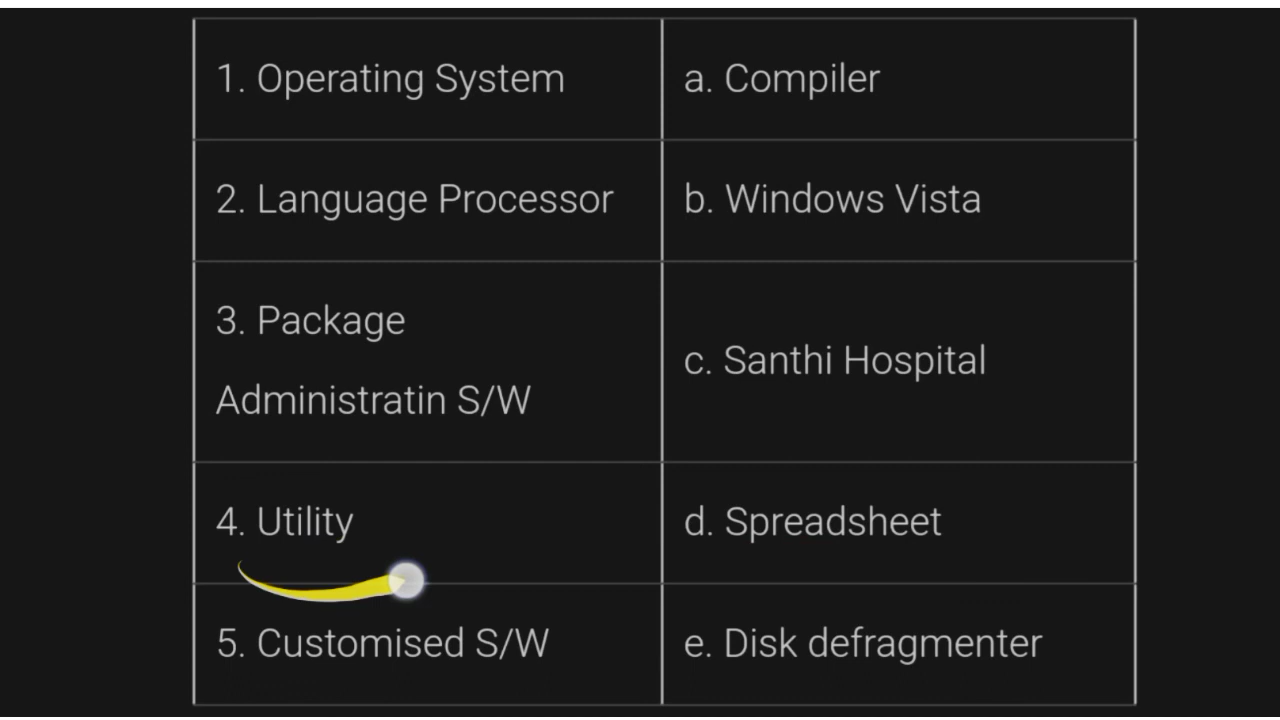 1. Operating System
a. Compiler
2. Language Processor
b. Windows Vista
3. Package
Administratin S/W
c. Santhi Hospital
4. Utility
d. Spreadsheet
5. Customised S/W
e. Disk defragmenter